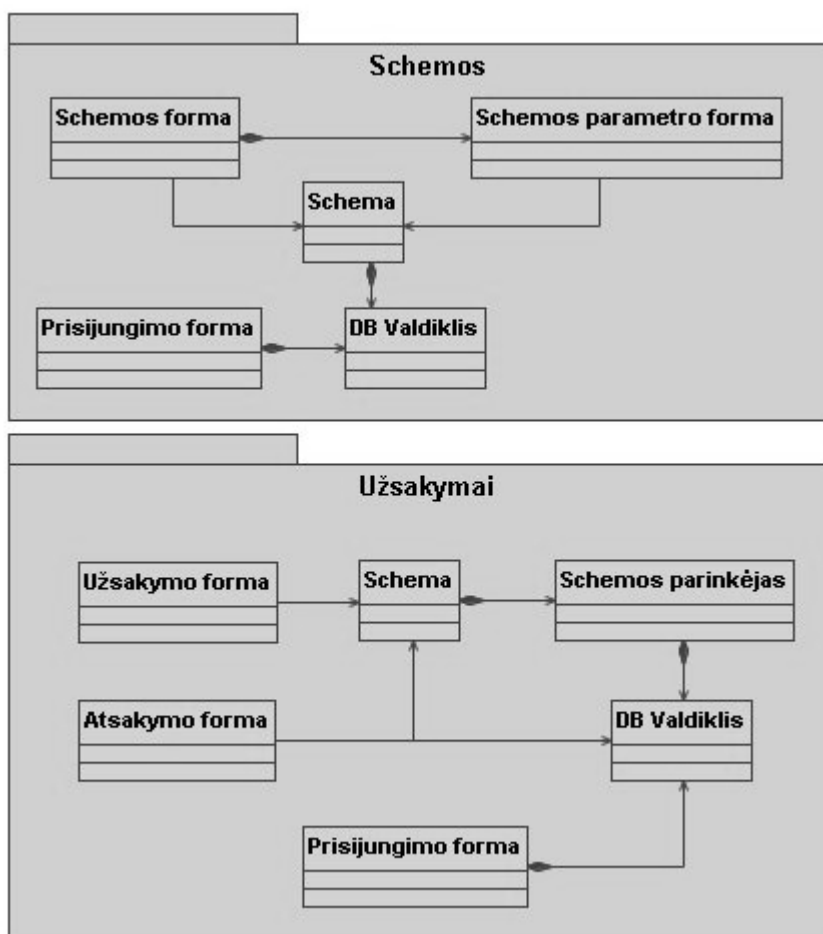 Schemos
Schemos forma
Schemos parametro forma
Schema
Prisijungimo forma
DB Valdiklis
Užsakymai
Užsakymo forma
Schema
Schemos parinkėjas
Atsakymo forma
DB Valdiklis
Prisijungimo forma